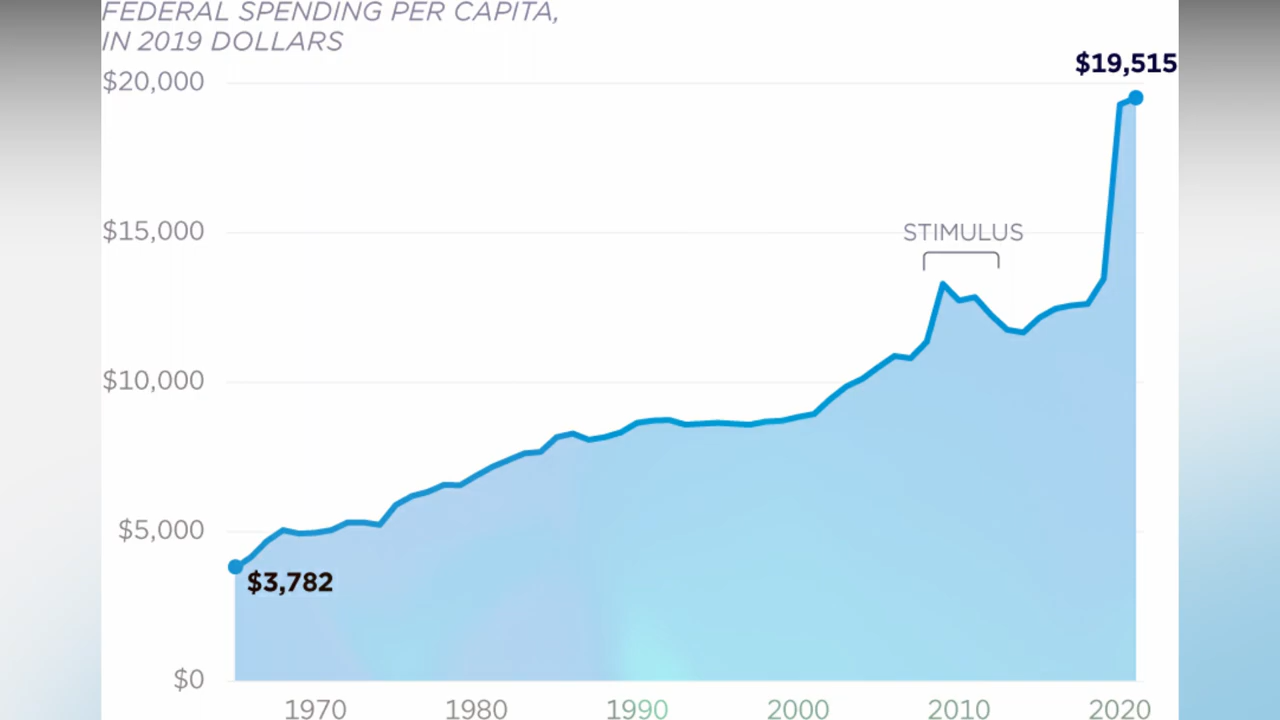 FEDERAL SPENDING PER CAPITA,
IN 2019 DOLLARS
$19,515
$20,000
$15,000
STIMULUS
$10,000
$5,000
$3,782
$0
1970 1980 1990 2000 2010 2020